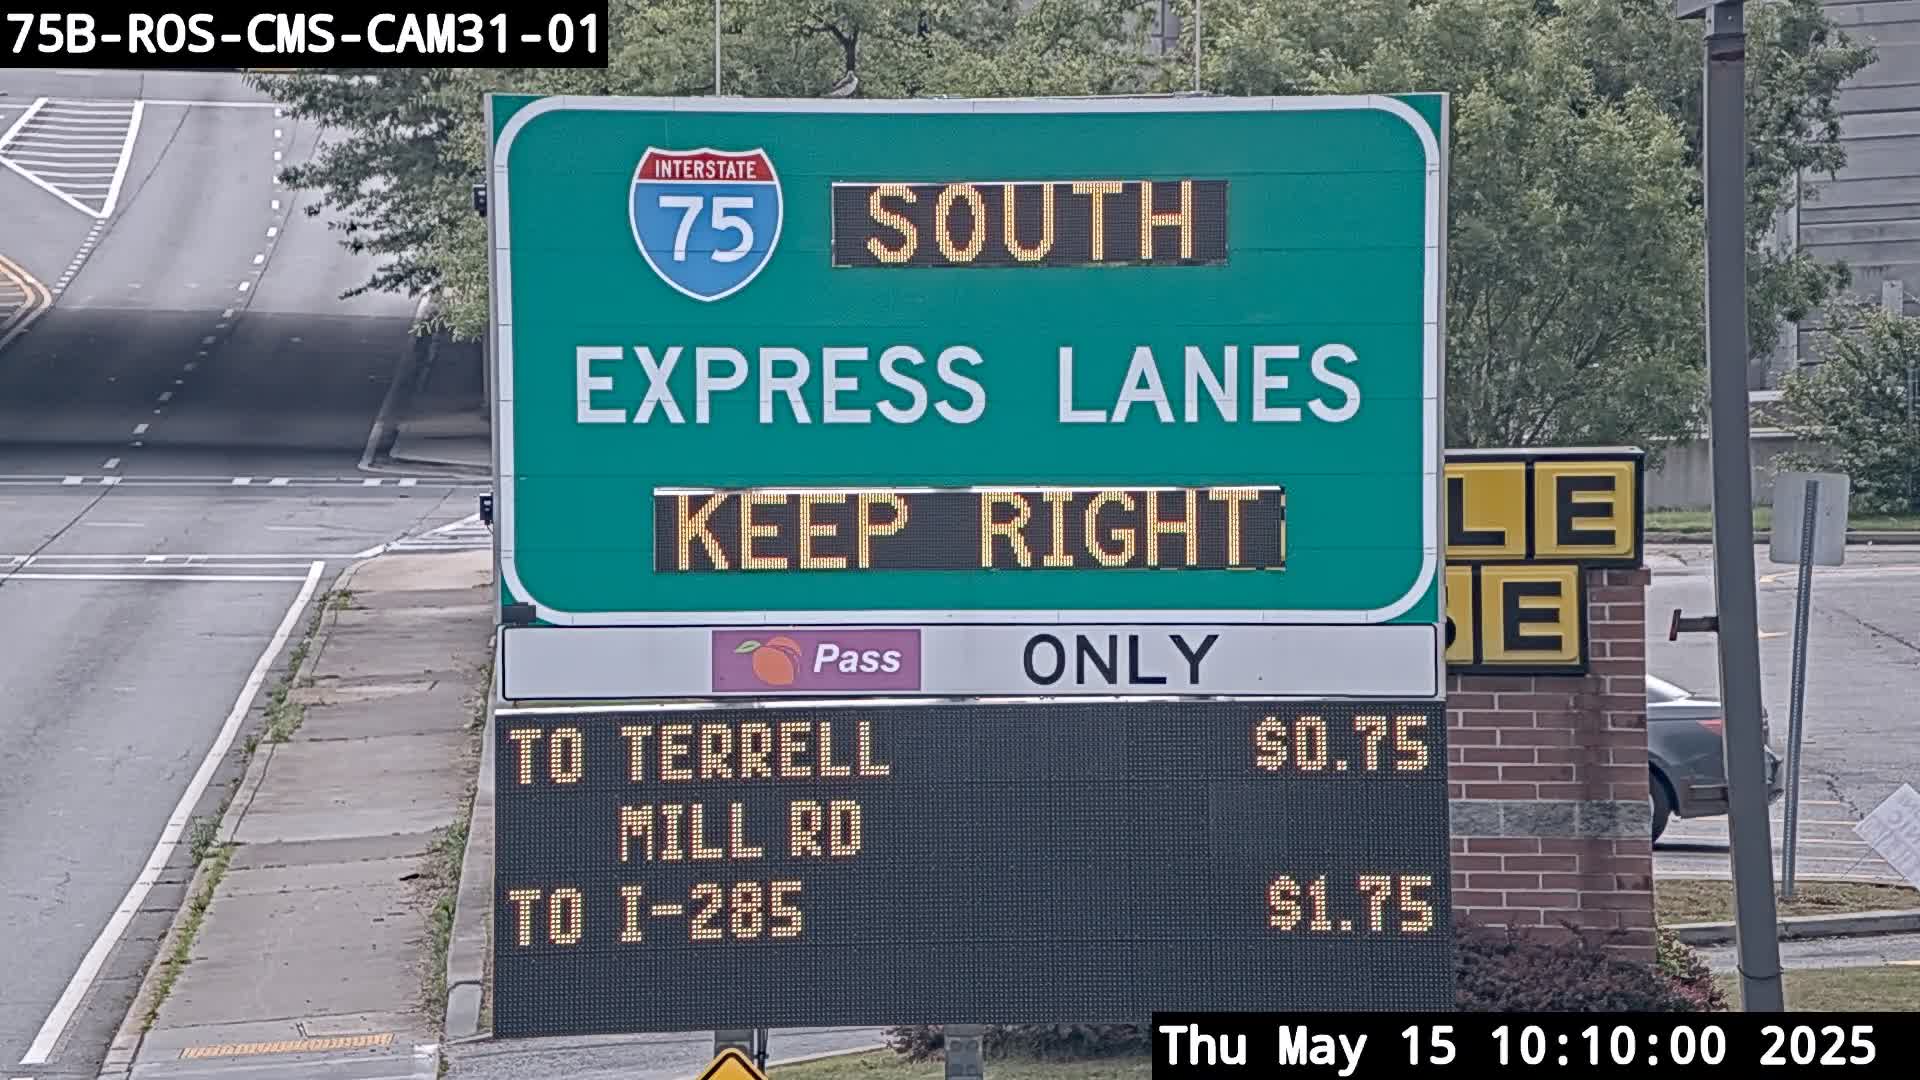 75B-ROS-CMS-CAM31-01
INTERSTATE
75
SOUTH
EXPRESS LANES
KEEP RIGHT
Pass ONLY
TO TERRELL $0.75
MILL RD
TO I-285 $1.75
LE
E
Thu May 15 10:10:00 2025